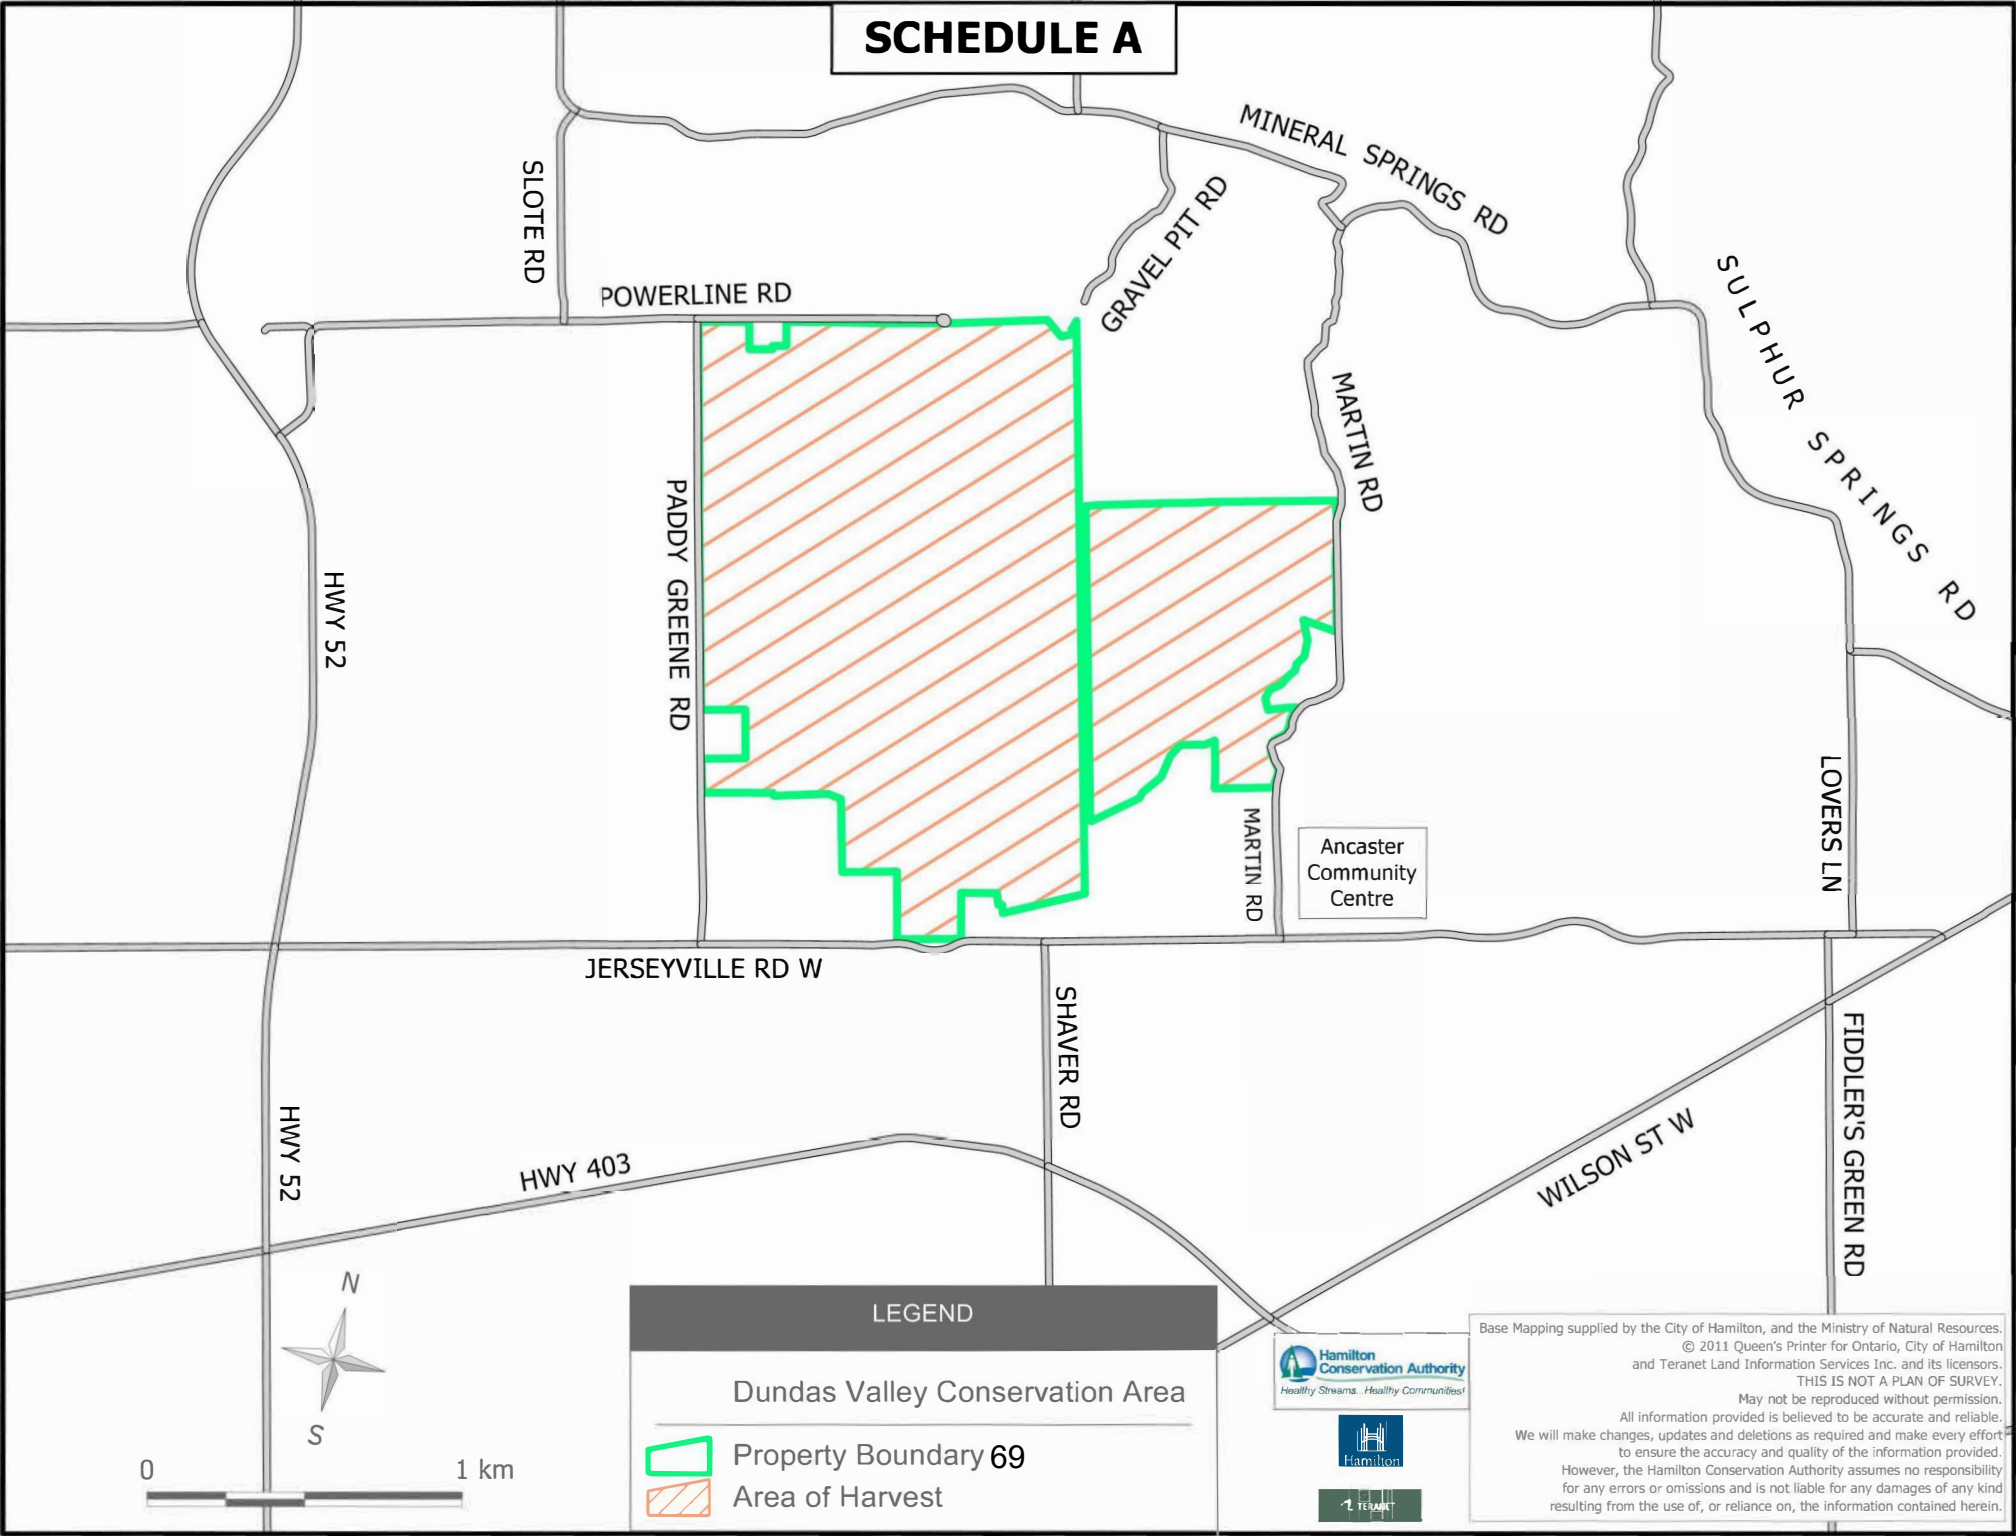 SCHEDULE A
MINERAL SPRINGS RD
SLOTE RD
GRAVEL PIT RD
SULPHUR SPRINGS RD
POWERLINE RD
MARTIN RD
PADDY GREENE RD
HWY 52
LOVERS LN
MARTIN RD
Ancaster
Community
Centre
JERSEYVILLE RD W
SHAVER RD
FIDDLER'S GREEN RD
HWY 52
HWY 403
WILSON ST W
N
S
0 1 km
LEGEND
Dundas Valley Conservation Area
Property Boundary 69
Area of Harvest
Hamilton
Conservation Authority
Healthy Streams...Healthy Communities!
Hamilton
TERANET
Base Mapping supplied by the City of Hamilton, and the Ministry of Natural Resources.
© 2011 Queen's Printer for Ontario, City of Hamilton
and Teranet Land Information Services Inc. and its licensors.
THIS IS NOT A PLAN OF SURVEY.
May not be reproduced without permission.
All information provided is believed to be accurate and reliable.
We will make changes, updates and deletions as required and make every effort
to ensure the accuracy and quality of the information provided.
However, the Hamilton Conservation Authority assumes no responsibility
for any errors or omissions and is not liable for any damages of any kind
resulting from the use of, or reliance on, the information contained herein.